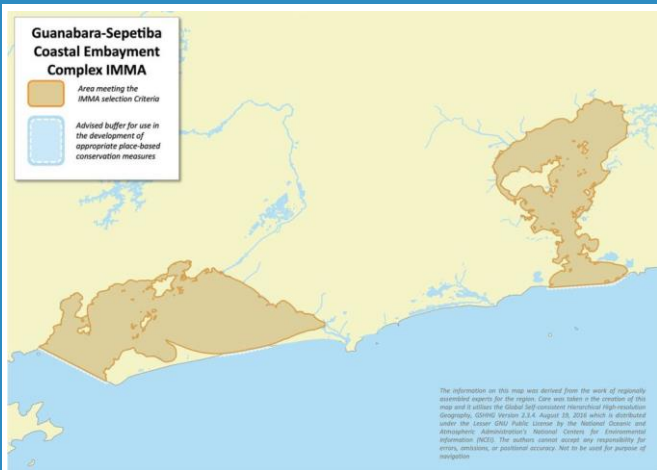 Guanabara-Sepetiba
Coastal Embayment
Complex IMMA
Area meeting the
IMMA selection Criteria
Advised buffer for use in
the development of
appropriate place-based
conservation measures
The information on this map was derived from the work of regionally
assembled experts for the region. Care was taken n the creation of this
map and it utilises the Global Self-consistent Hierarchical High-resolution
Geography, GSHHG Version 2.3.4. August 19, 2016 which is distributed
under the Lesser GNU Public License by the National Oceanic and
Atmospheric Administration's National Centers for Environmental
Information (NCEI). The authors cannot accept any responsibility for
errors, omissions, or positional accuracy. Not to be used for purpose of
navigation